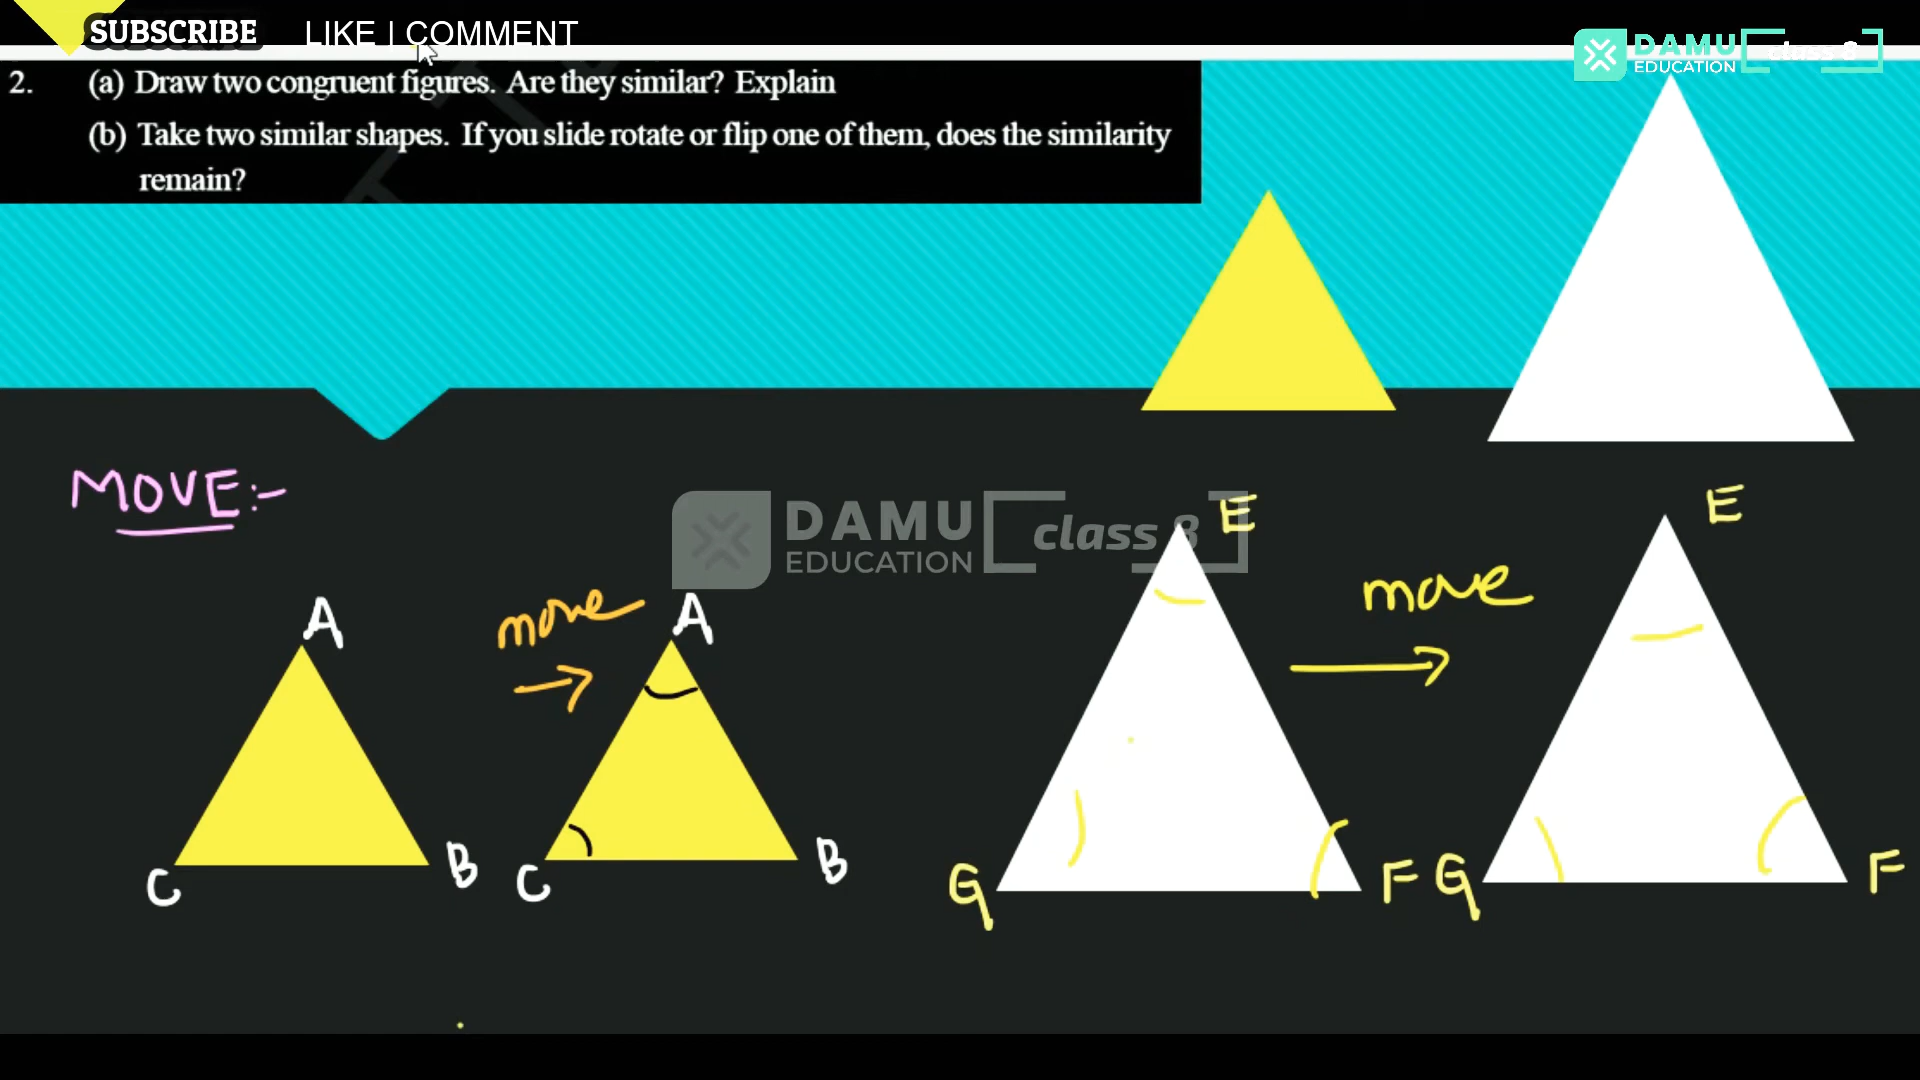 SUBSCRIBE LIKE | COMMENT
DAMU EDUCATION class 8
2. (a) Draw two congruent figures. Are they similar? Explain
(b) Take two similar shapes. If you slide rotate or flip one of them, does the similarity
remain?
MOVE:-
DAMU EDUCATION class 8
E E
move move
A A
C B C B G F G F